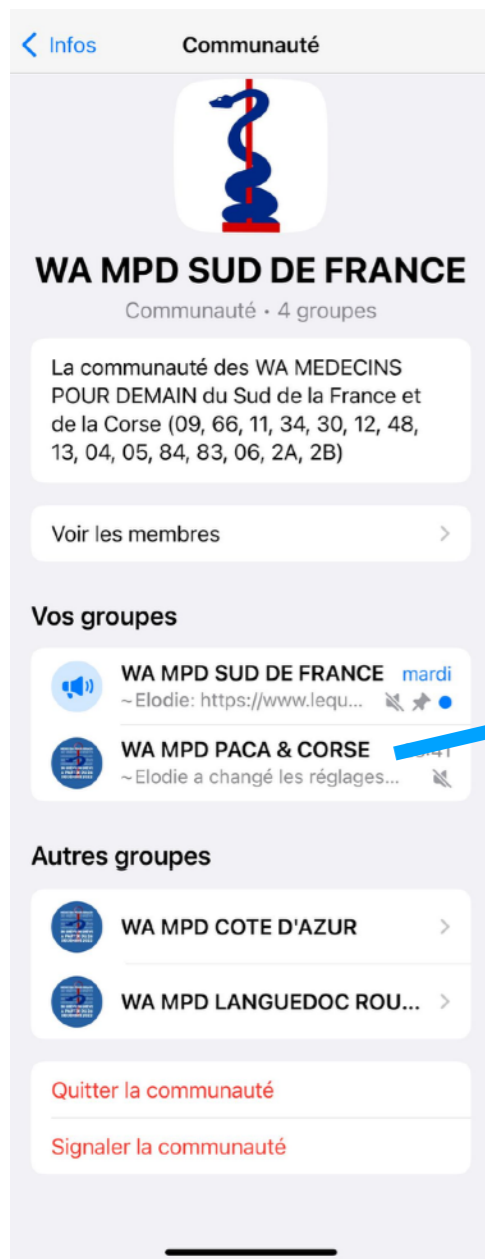 Infos
Communauté
WA MPD SUD DE FRANCE
Communauté • 4 groupes
La communauté des WA MEDECINS
POUR DEMAIN du Sud de la France et
de la Corse (09, 66, 11, 34, 30, 12, 48,
13, 04, 05, 84, 83, 06, 2A, 2B)
Voir les membres
Vos groupes
WA MPD SUD DE FRANCE mardi
~Elodie: https://www.lequ...
WA MPD PACA & CORSE
~Elodie a changé les réglages...
Autres groupes
WA MPD COTE D'AZUR
WA MPD LANGUEDOC ROU...
Quitter la communauté
Signaler la communauté